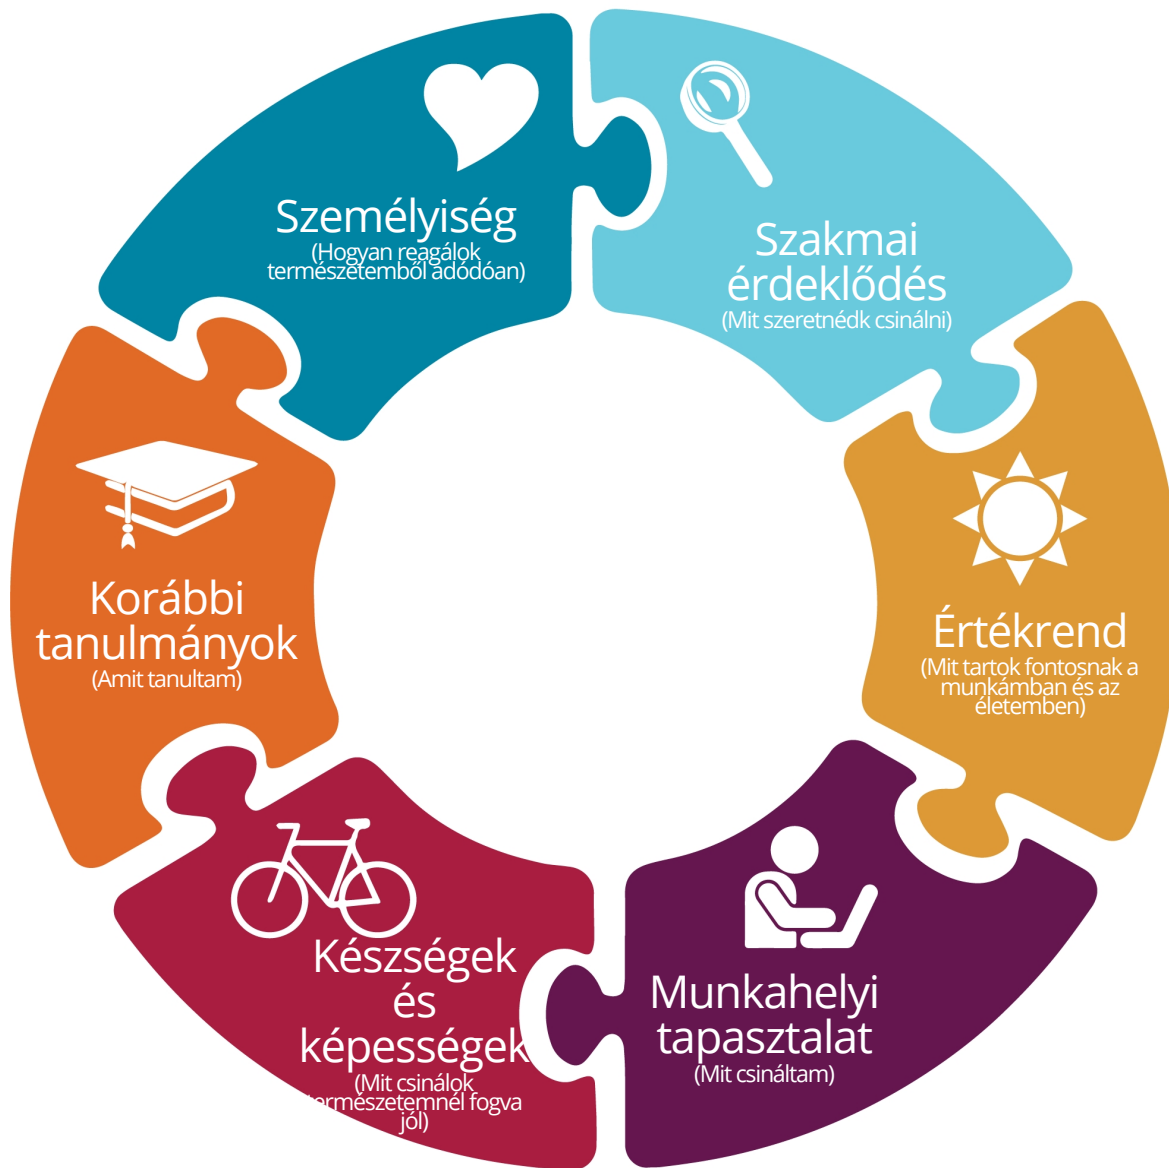 Személyiség
(Hogyan reagálok
természetemből adódóan)
Szakmai
érdeklődés
(Mit szeretnédk csinálni)
Értékrend
(Mit tartok fontosnak a
munkámban és az
életemben)
Munkahelyi
tapasztalat
(Mit csináltam)
Készségek
és
képességek
(Mit csinálok
természetemnél fogva
jól)
Korábbi
tanulmányok
(Amit tanultam)